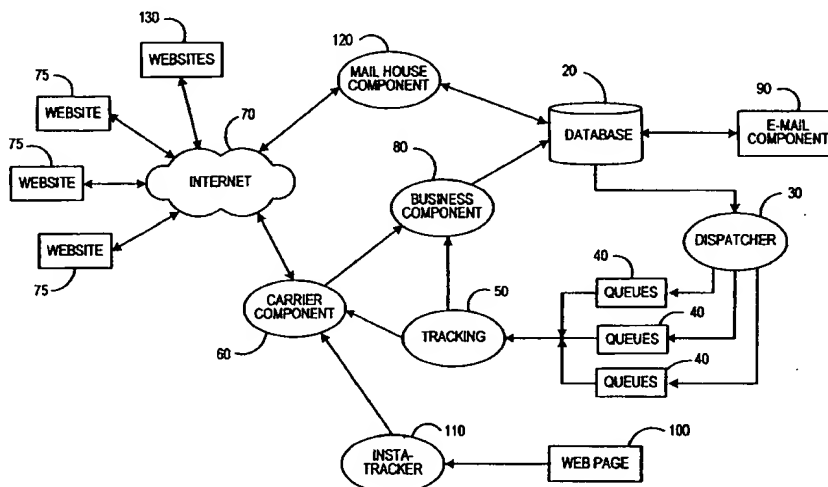 130
WEBSITES
120
MAIL HOUSE
COMPONENT
75
WEBSITE
70
INTERNET
20
DATABASE
90
E-MAIL
COMPONENT
75
WEBSITE
80
BUSINESS
COMPONENT
30
DISPATCHER
WEBSITE
75
CARRIER
COMPONENT
60
50
TRACKING
40
QUEUES
40
QUEUES
40
QUEUES
110
INSTA-
TRACKER
100
WEB PAGE